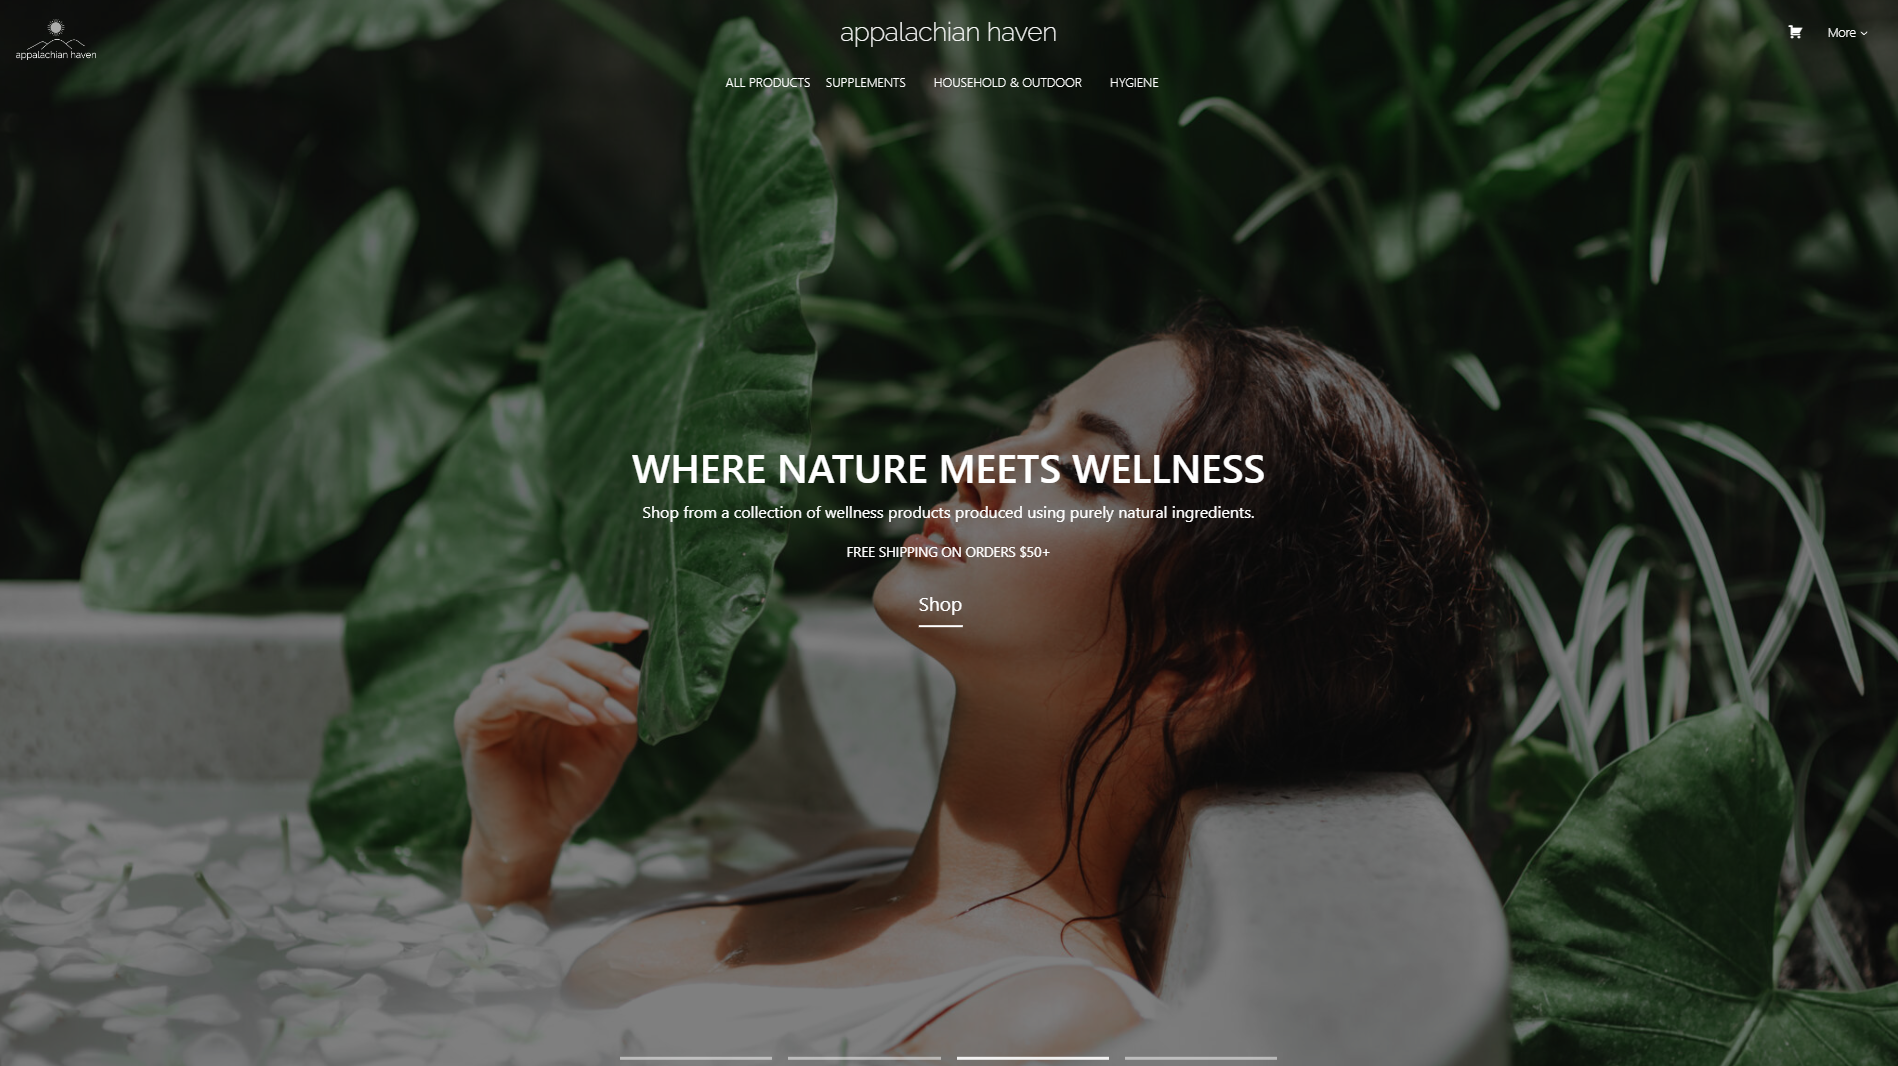 appalachian haven
appalachian haven
More
ALL PRODUCTS SUPPLEMENTS HOUSEHOLD & OUTDOOR HYGIENE
WHERE NATURE MEETS WELLNESS
Shop from a collection of wellness products produced using purely natural ingredients.
FREE SHIPPING ON ORDERS $50+
Shop